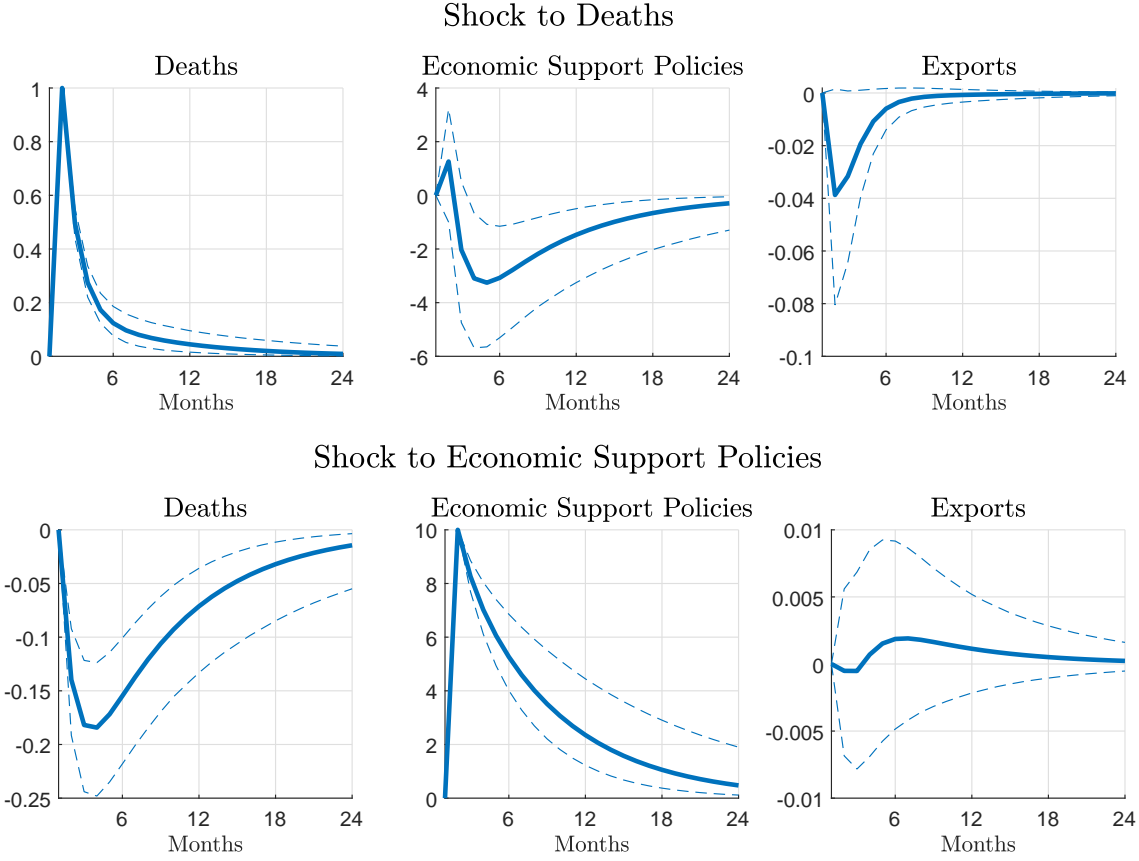 Shock to Deaths
Deaths Economic Support Policies Exports
1 4 0
0.8 2 -0.02
0.6 0 -0.04
0.4 -2 -0.06
0.2 -4 -0.08
0 -6 -0.1
6 12 18 24 6 12 18 24 6 12 18 24
Months Months Months
Shock to Economic Support Policies
Deaths Economic Support Policies Exports
0 10 0.01
-0.05 8 0.005
-0.1 6 0
-0.15 4 -0.005
-0.2 2 -0.01
-0.25 0
6 12 18 24 6 12 18 24 6 12 18 24
Months Months Months